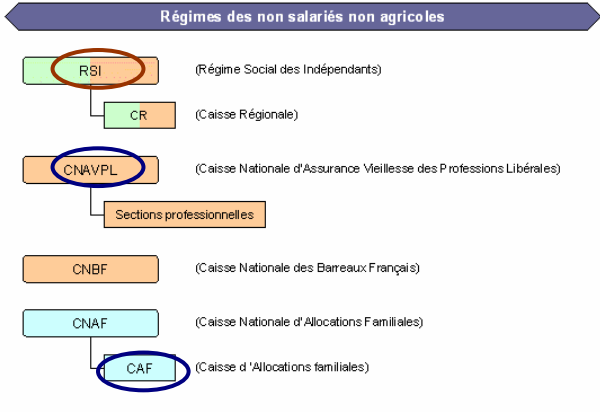 Régimes des non salariés non agricoles
RSI (Régime Social des Indépendants)
CR (Caisse Régionale)
CNAVPL (Caisse Nationale d'Assurance Vieillesse des Professions Libérales)
Sections professionnelles
CNBF (Caisse Nationale des Barreaux Français)
CNAF (Caisse Nationale d'Allocations Familiales)
CAF (Caisse d 'Allocations familiales)